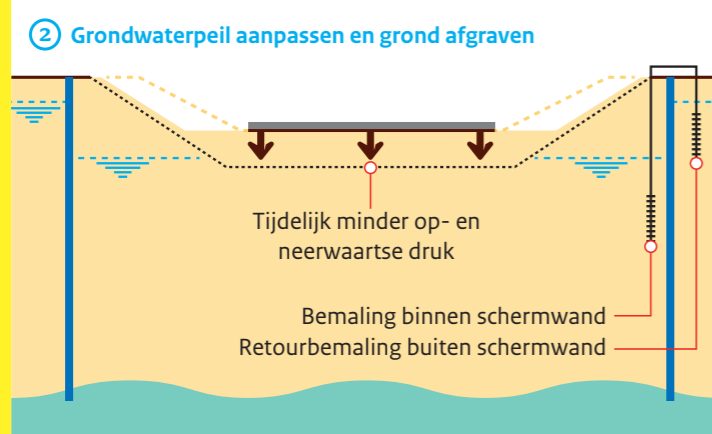 2 Grondwaterpeil aanpassen en grond afgraven
Tijdelijk minder op- en
neerwaartse druk
Bemaling binnen schermwand
Retourbemaling buiten schermwand